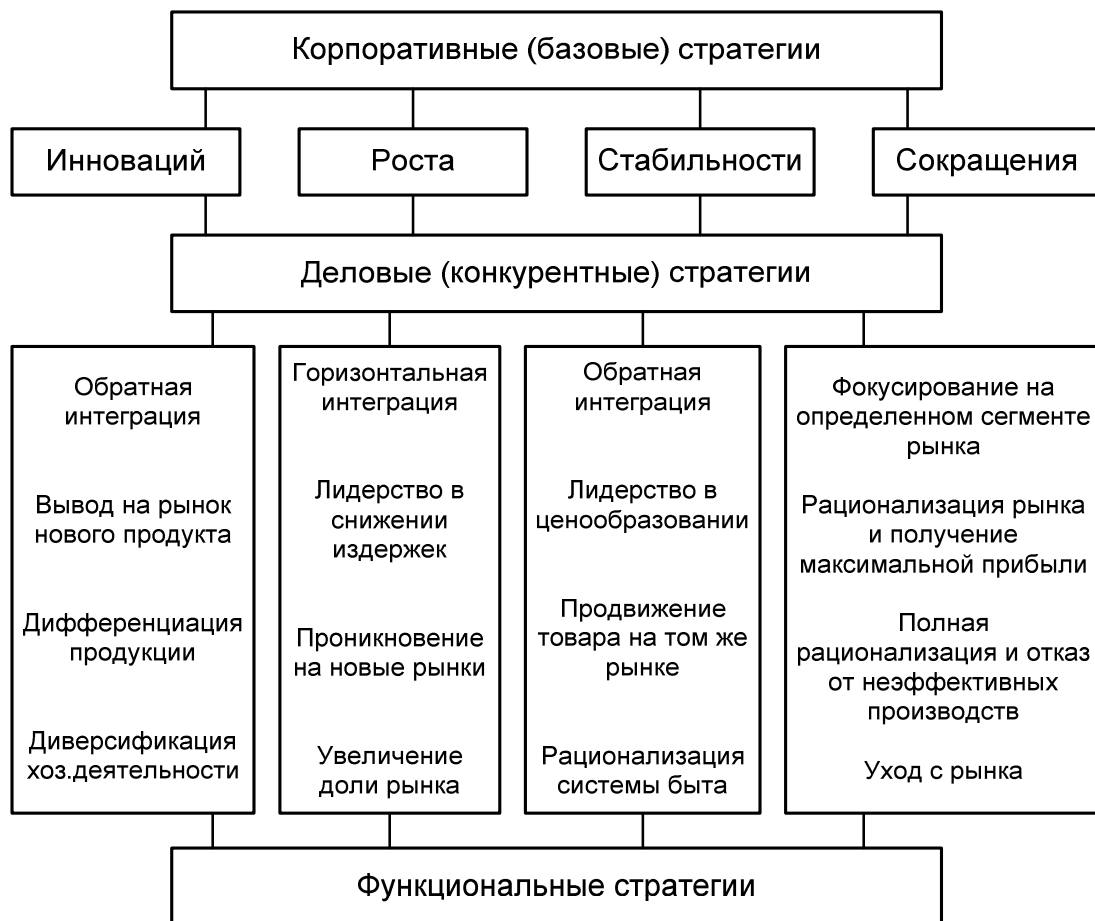 Корпоративные (базовые) стратегии
Инноваций
Роста
Стабильности
Сокращения
Деловые (конкурентные) стратегии
Обратная
интеграция
Вывод на рынок
нового продукта
Дифференциация
продукции
Диверсификация
хоз.деятельности
Горизонтальная
интеграция
Лидерство в
снижении
издержек
Проникновение
на новые рынки
Увеличение
доли рынка
Обратная
интеграция
Лидерство в
ценообразовании
Продвижение
товара на том же
рынке
Рационализация
системы быта
Фокусирование на
определенном сегменте
рынка
Рационализация рынка
и получение
максимальной прибыли
Полная
рационализация и отказ
от неэффективных
производств
Уход с рынка
Функциональные стратегии